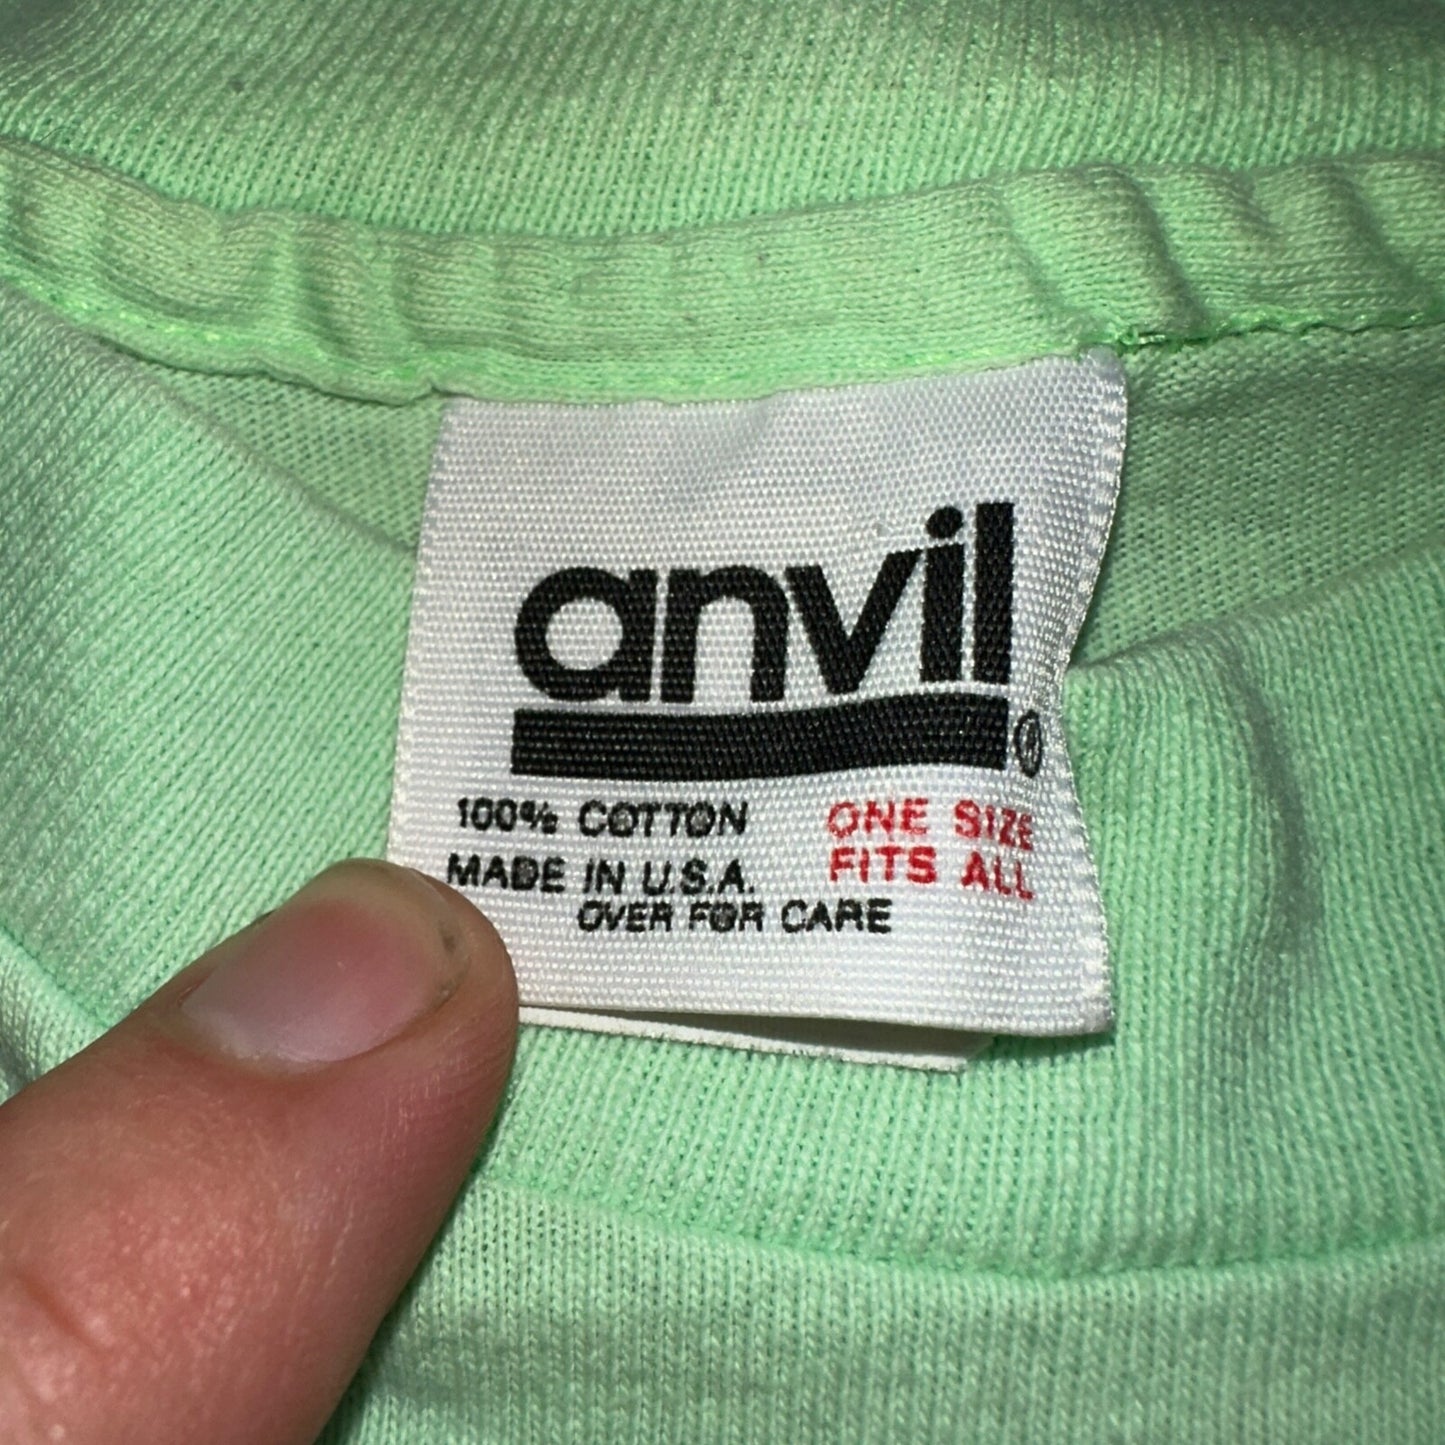 anvil®
100% COTTON
MADE IN U.S.A.
ONE SIZE
FITS ALL
OVER FOR CARE